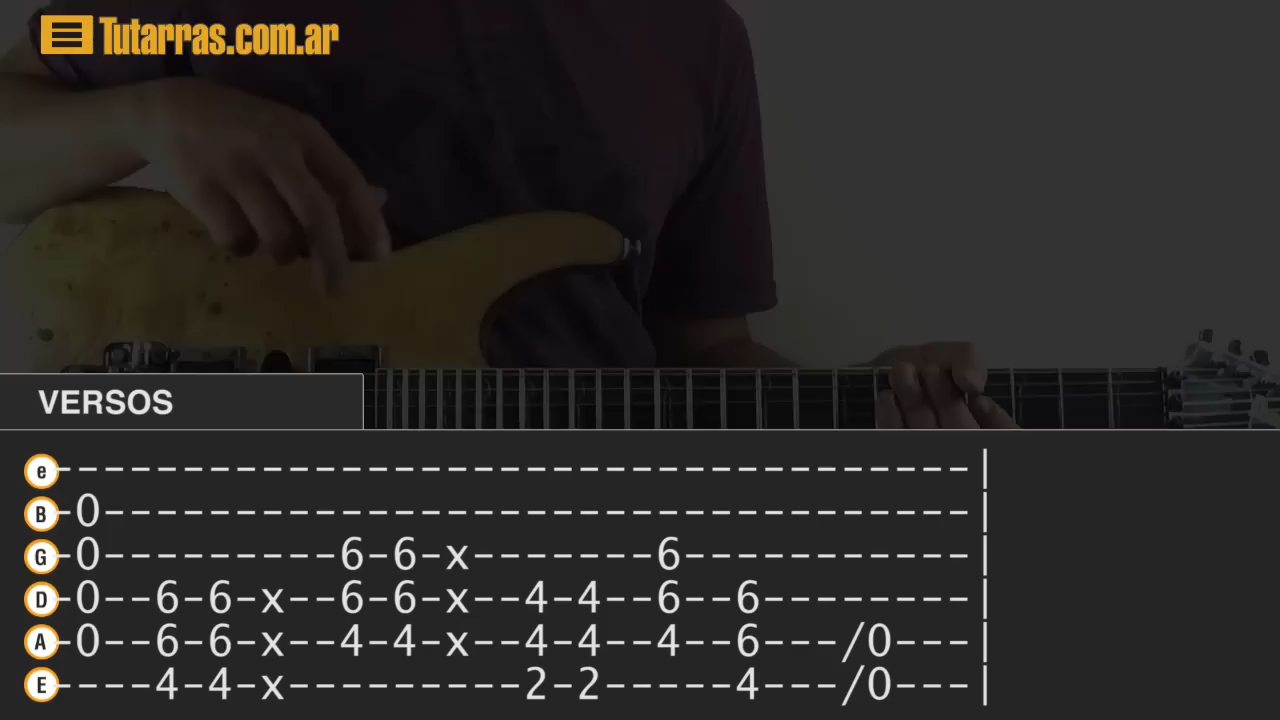 Tutarras.com.ar
VERSOS
e-----------------------------------|
B-0---------------------------------|
G-0---------6-6-x-------6-----------|
D-0--6-6-x--6-6-x--4-4--6--6--------|
A-0--6-6-x--4-4-x--4-4--4--6---/0---|
E----4-4-x---------2-2-----4---/0---|